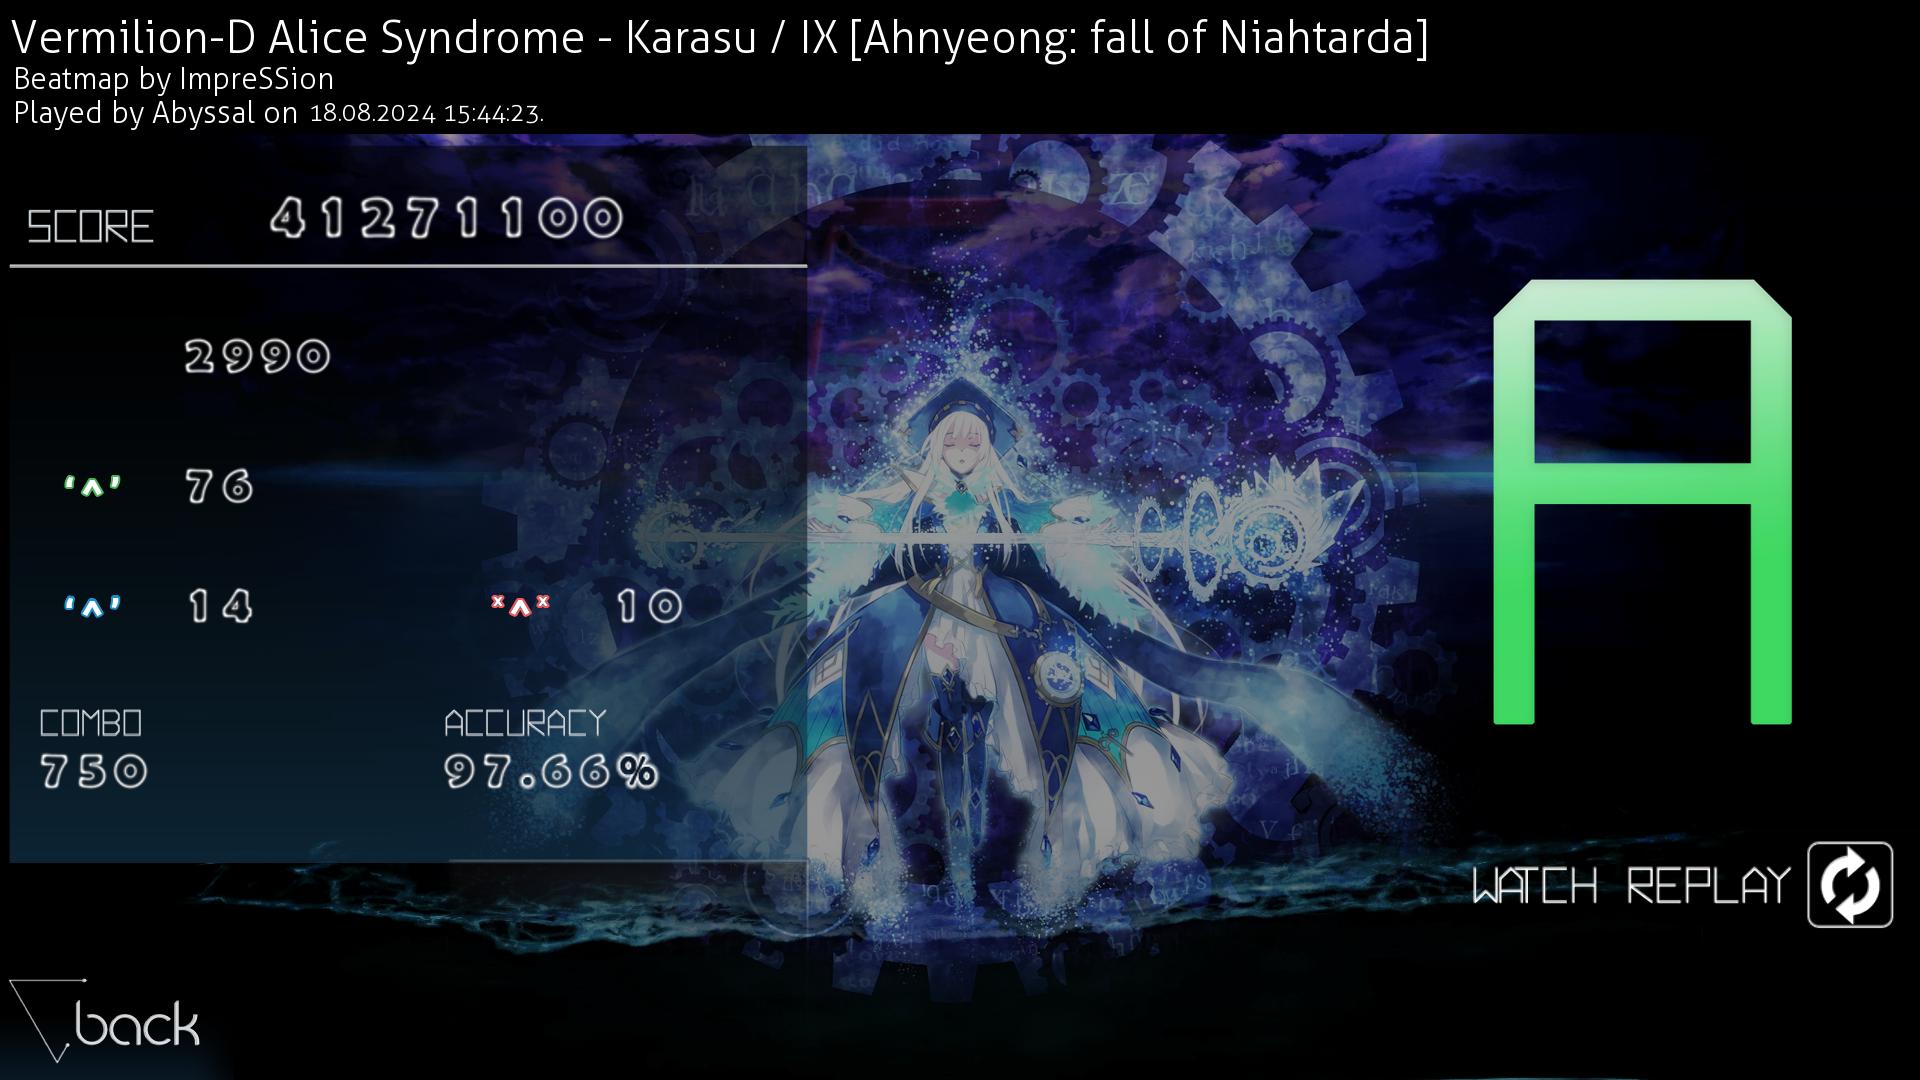 Vermilion-D Alice Syndrome - Karasu / IX [Ahnyeong: fall of Niahtarda]
Beatmap by ImpreSSion
Played by Abyssal on 18.08.2024 15:44:23.
SCORE 41271100
2990
'^' 76
'^' 14 x^x 10
COMBO ACCURACY
750 97.66%
A
WATCH REPLAY
back